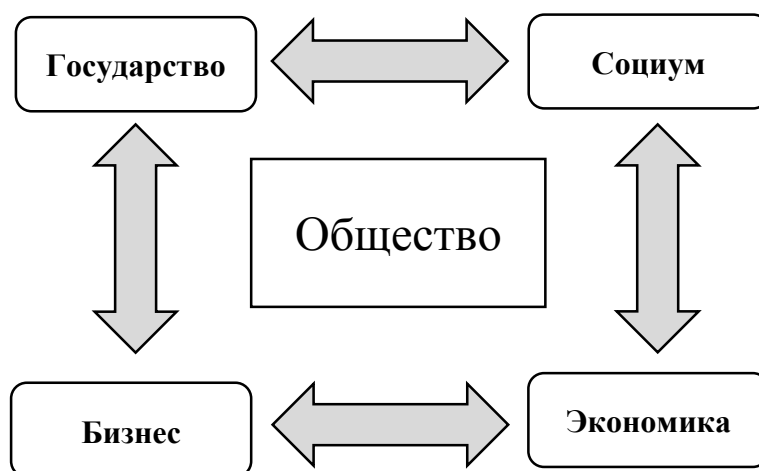 Государство
Социум
Общество
Бизнес
Экономика